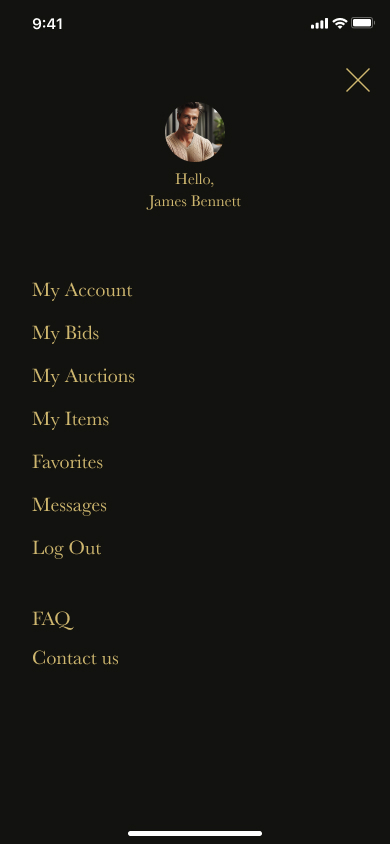 9:41
Hello,
James Bennett
My Account
My Bids
My Auctions
My Items
Favorites
Messages
Log Out
FAQ
Contact us